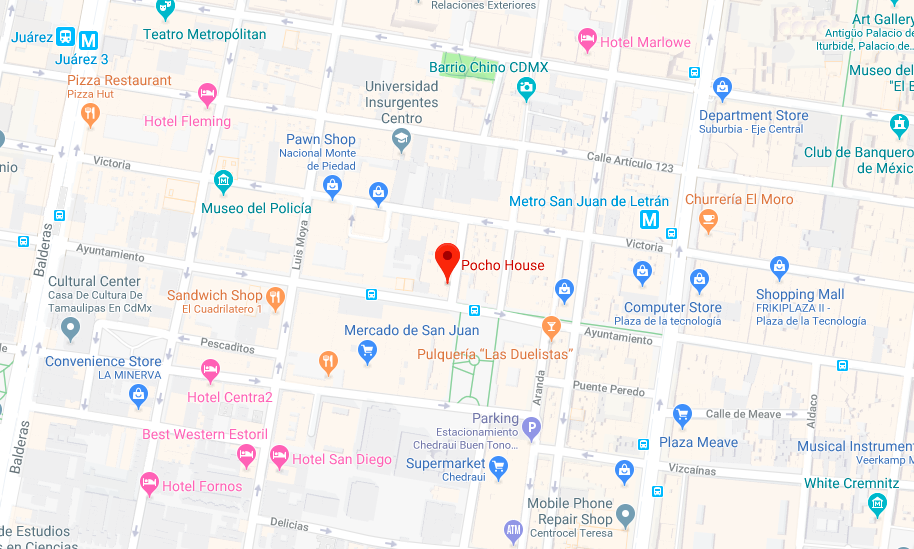 Relaciones Exteriores
Teatro Metropólitan
Juárez
Juárez 3
Hotel Marlowe
Art Gallery
Antigüo Palacio de
Iturbide, Palacio de...
Barrio Chino CDMX
Museo del
"El B
Pizza Restaurant
Pizza Hut
Universidad
Insurgentes
Centro
Hotel Fleming
Department Store
Suburbia - Eje Central
Pawn Shop
Nacional Monte
de Piedad
Calle Artículo 123
Club de Banquero
de Méxic
Victoria
nio
Museo del Policía
Metro San Juan de Letrán
Churrería El Moro
Luis Moya
Balderas
Victoria
Ayuntamiento
Pocho House
Cultural Center
Casa De Cultura De
Tamaulipas En CdMx
Sandwich Shop
El Cuadrilatero 1
Computer Store
Plaza de la tecnología
Shopping Mall
FRIKIPLAZA II -
Plaza de la Tecnología
Mercado de San Juan
Ayuntamiento
Pescaditos
Pulquería “Las Duelistas”
Convenience Store
LA MINERVA
Hotel Centra2
Aranda
Puente Peredo
Aldaco
Calle de Meave
Parking
Estacionamiento
Chedraui Buen Tono...
P
Plaza Meave
Balderas
Best Western Estoril
Hotel San Diego
Supermarket
Chedraui
Musical Instrumen
Veerkamp M
Vizcaínas
Hotel Fornos
White Cremnitz
Mobile Phone
Repair Shop
Centrocel Teresa
Delicias
ATM
de Estudios
s en Ciencias